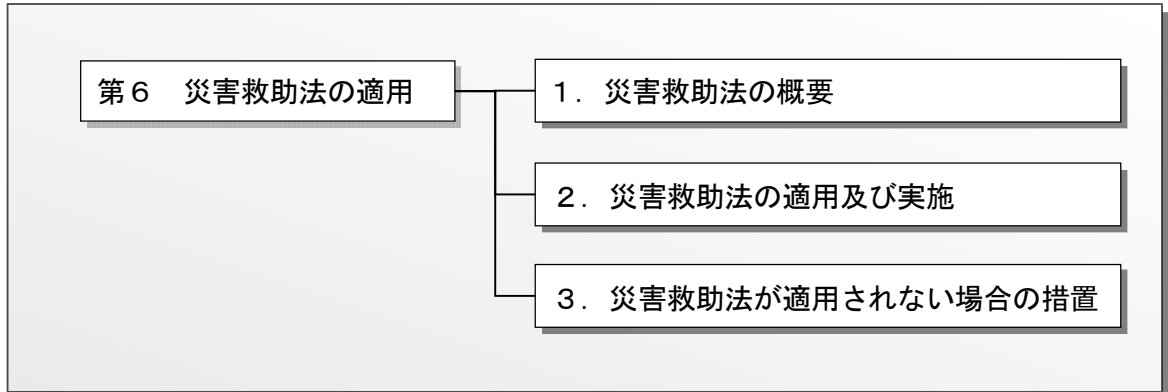 第６　災害救助法の適用
１．災害救助法の概要
２．災害救助法の適用及び実施
３．災害救助法が適用されない場合の措置